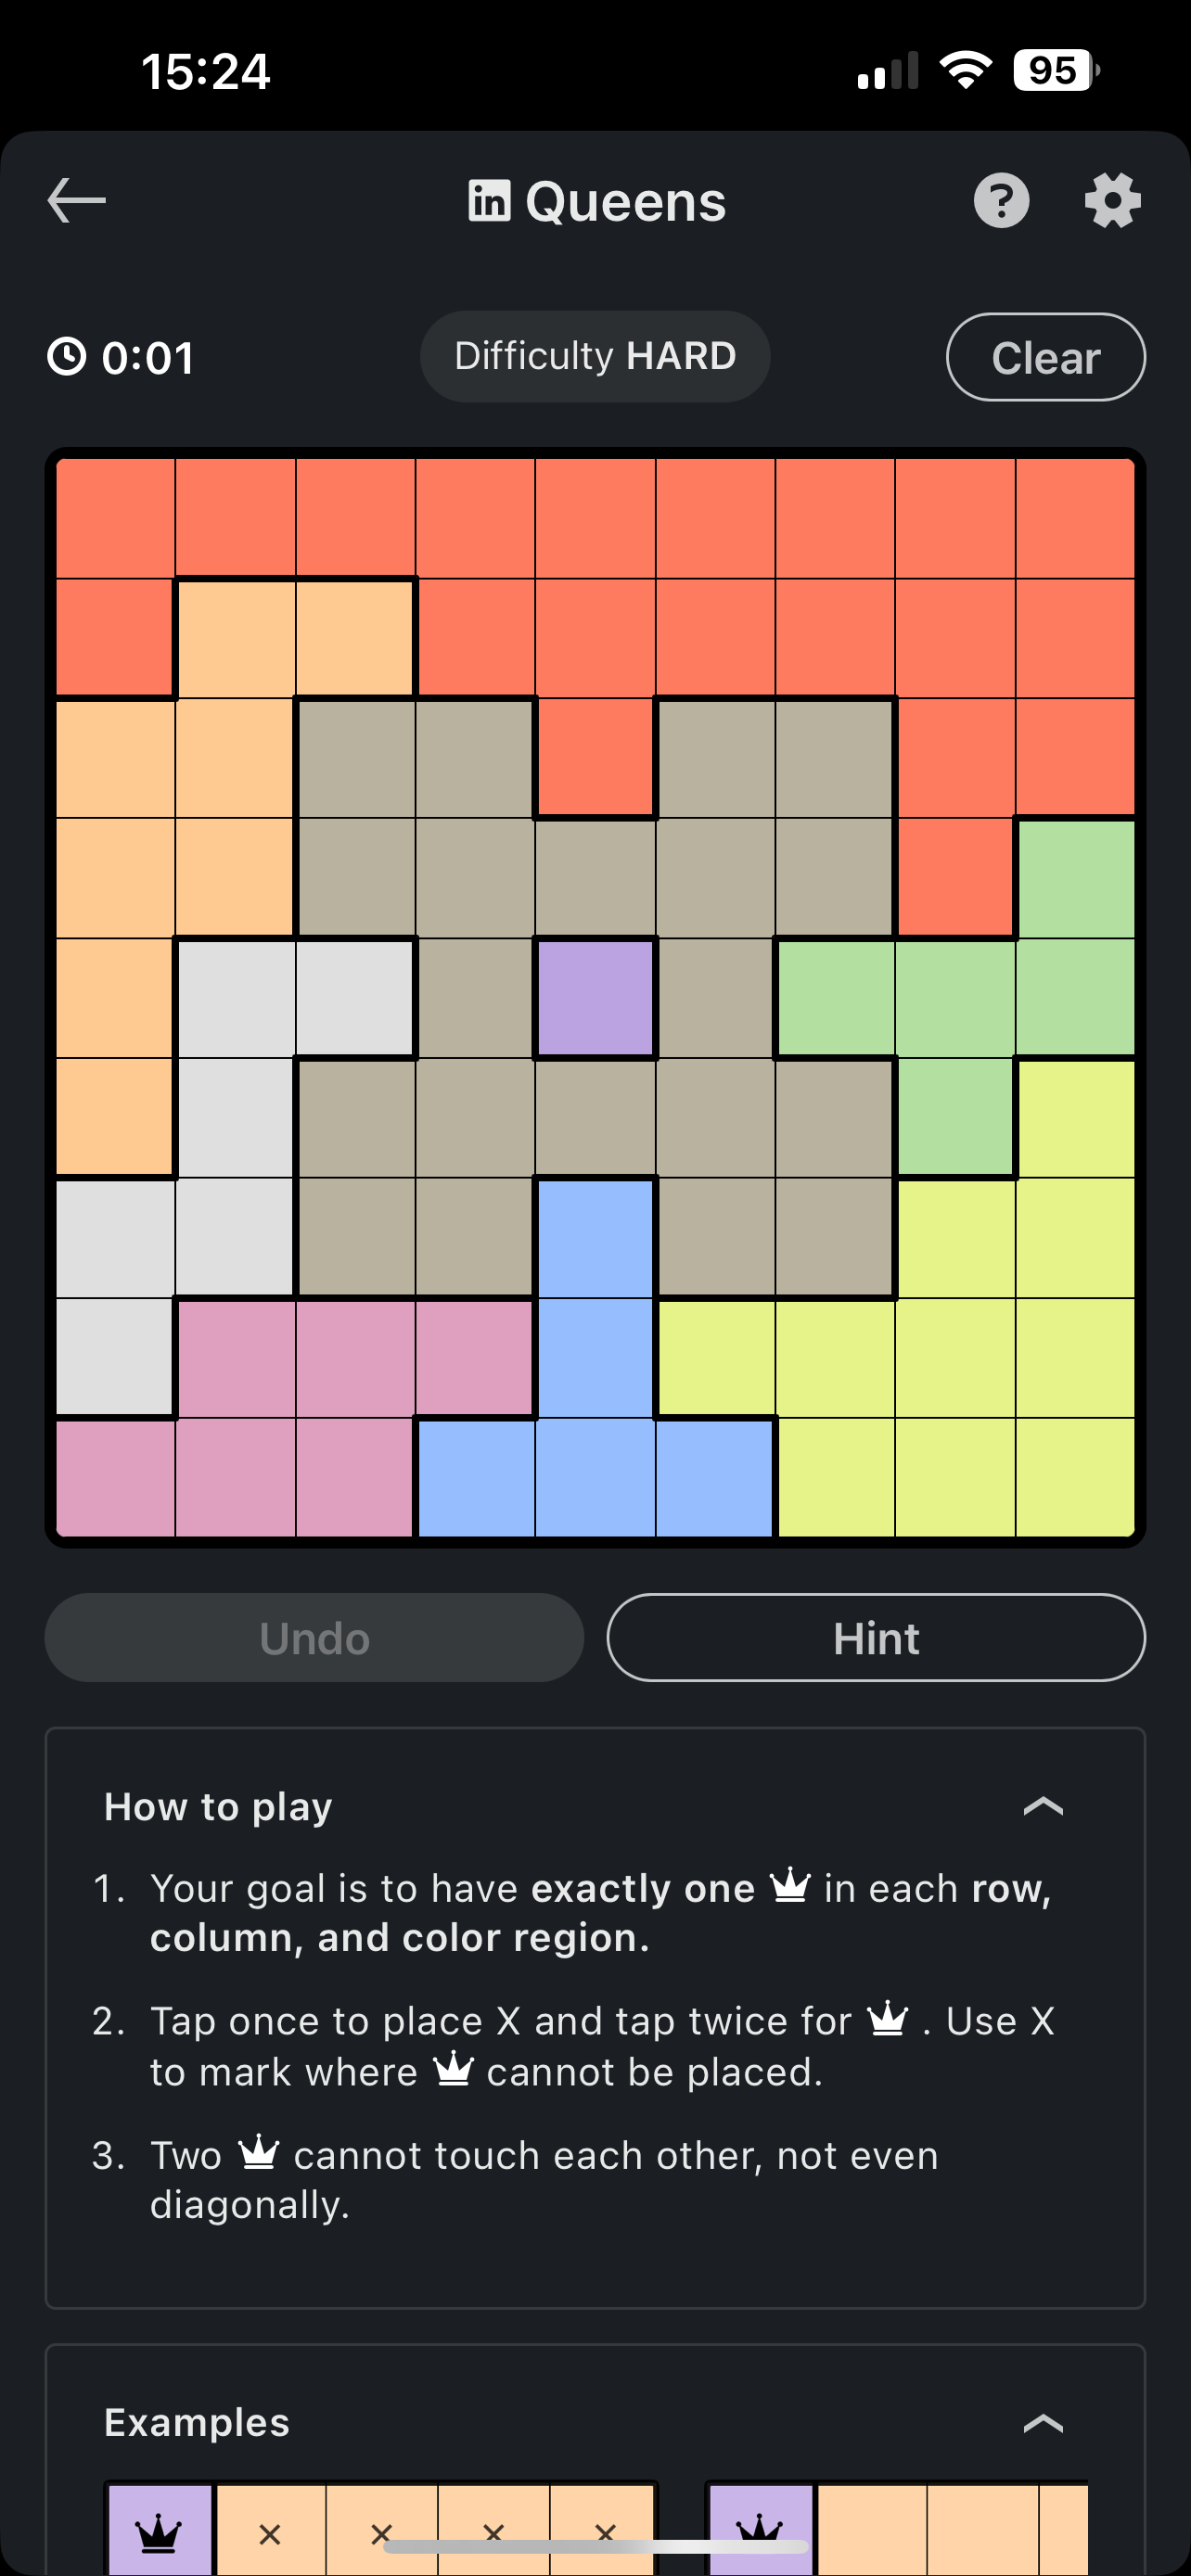 15:24
95
in Queens
?
0:01
Difficulty HARD
Clear
Undo
Hint
How to play
1. Your goal is to have exactly one in each row,
column, and color region.
2. Tap once to place X and tap twice for . Use X
to mark where cannot be placed.
3. Two cannot touch each other, not even
diagonally.
Examples